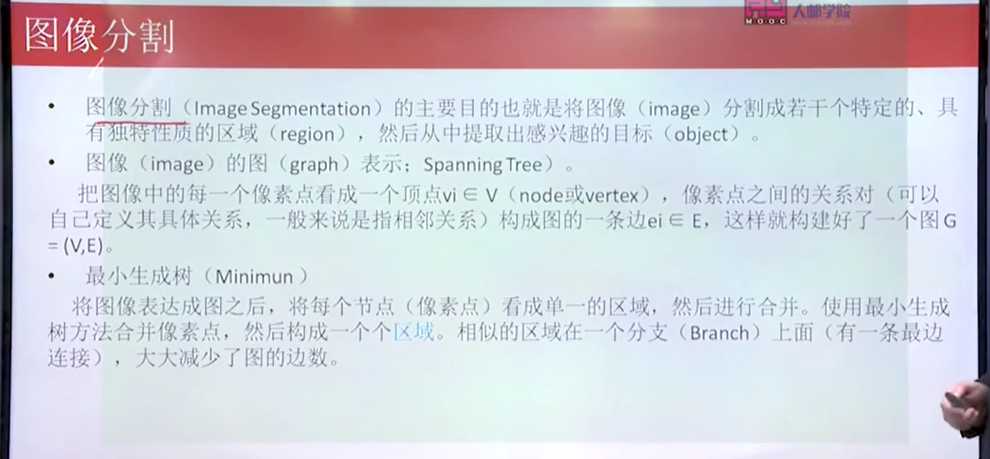 MOOC 人邮学院
图像分割
• 图像分割（Image Segmentation）的主要目的也就是将图像（image）分割成若干个特定的、具
有独特性质的区域（region），然后从中提取出感兴趣的目标（object）。
• 图像（image）的图（graph）表示；Spanning Tree）。
把图像中的每一个像素点看成一个顶点vi ∈ V（node或vertex），像素点之间的关系对（可以
自己定义其具体关系，一般来说是指相邻关系）构成图的一条边ei ∈ E，这样就构建好了一个图 G
= (V,E)。
• 最小生成树（Minimun ）
将图像表达成图之后，将每个节点（像素点）看成单一的区域，然后进行合并。使用最小生成
树方法合并像素点，然后构成一个个区域。相似的区域在一个分支（Branch）上面（有一条最边
连接），大大减少了图的边数。